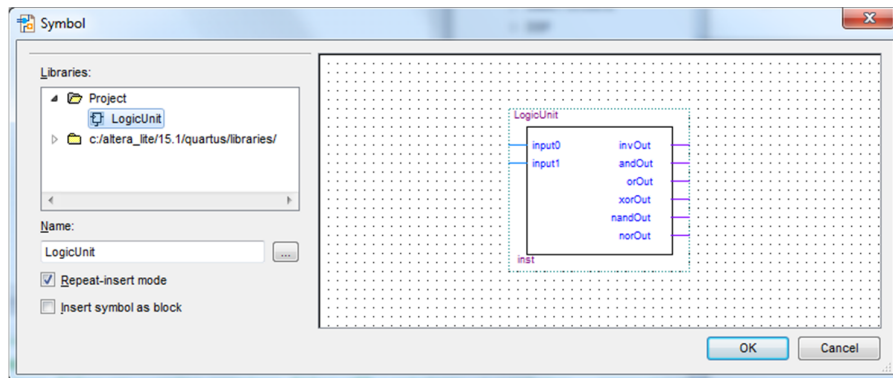 Symbol
Libraries:
Project
LogicUnit
c:/altera_lite/15.1/quartus/libraries/
Name:
LogicUnit
...
Repeat-insert mode
Insert symbol as block
LogicUnit
input0 invOut
input1 andOut
orOut
xorOut
nandOut
norOut
inst
OK Cancel